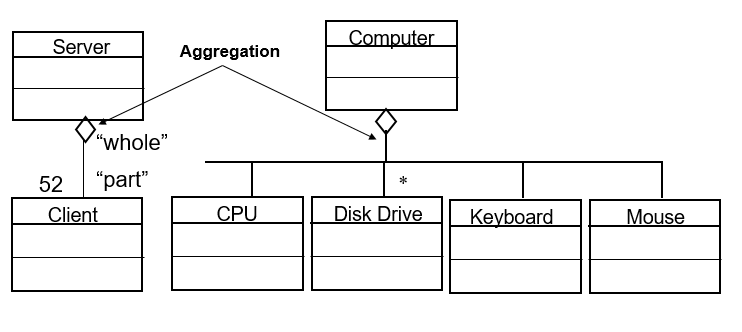 Server
Aggregation
Computer
“whole”
52
“part”
*
Client
CPU
Disk Drive
Keyboard
Mouse